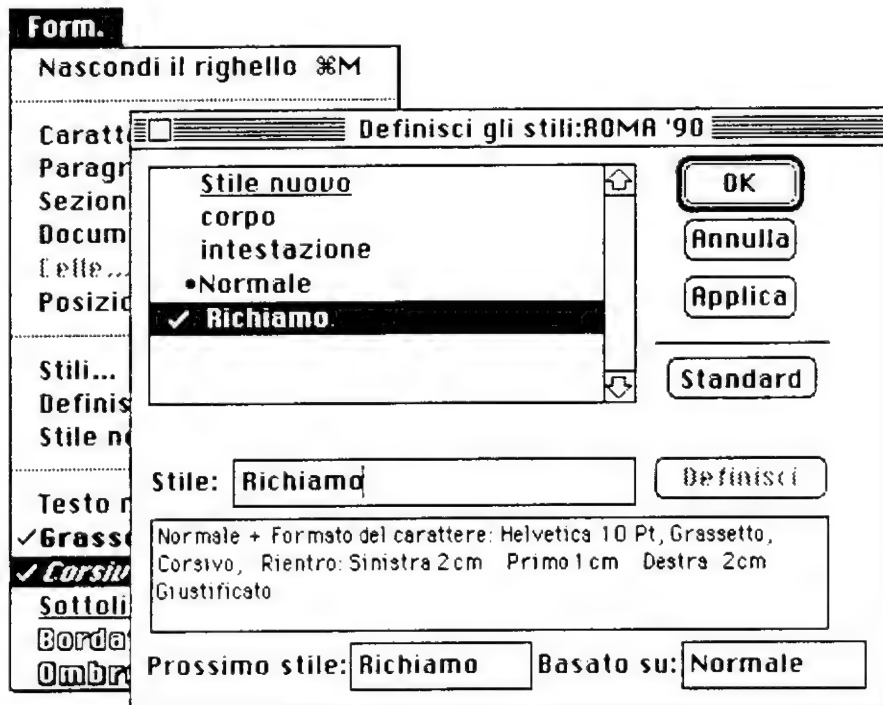 Form.
Nascondi il righello ⌘M
Caratt
Paragr
Sezion
Docum
Celle...
Posizio
Stili...
Definis
Stile n
Testo n
✓Grasse
✓Corsiv
Sottoli
Borda
Ombr
Definisci gli stili:ROMA '90
Stile nuovo
corpo
intestazione
•Normale
✓ Richiamo
OK
Annulla
Applica
Standard
Stile: Richiamo
Definisci
Normale + Formato del carattere: Helvetica 10 Pt, Grassetto,
Corsivo, Rientro: Sinistra 2cm Primo 1cm Destra 2cm
Giustificato
Prossimo stile: Richiamo Basato su: Normale